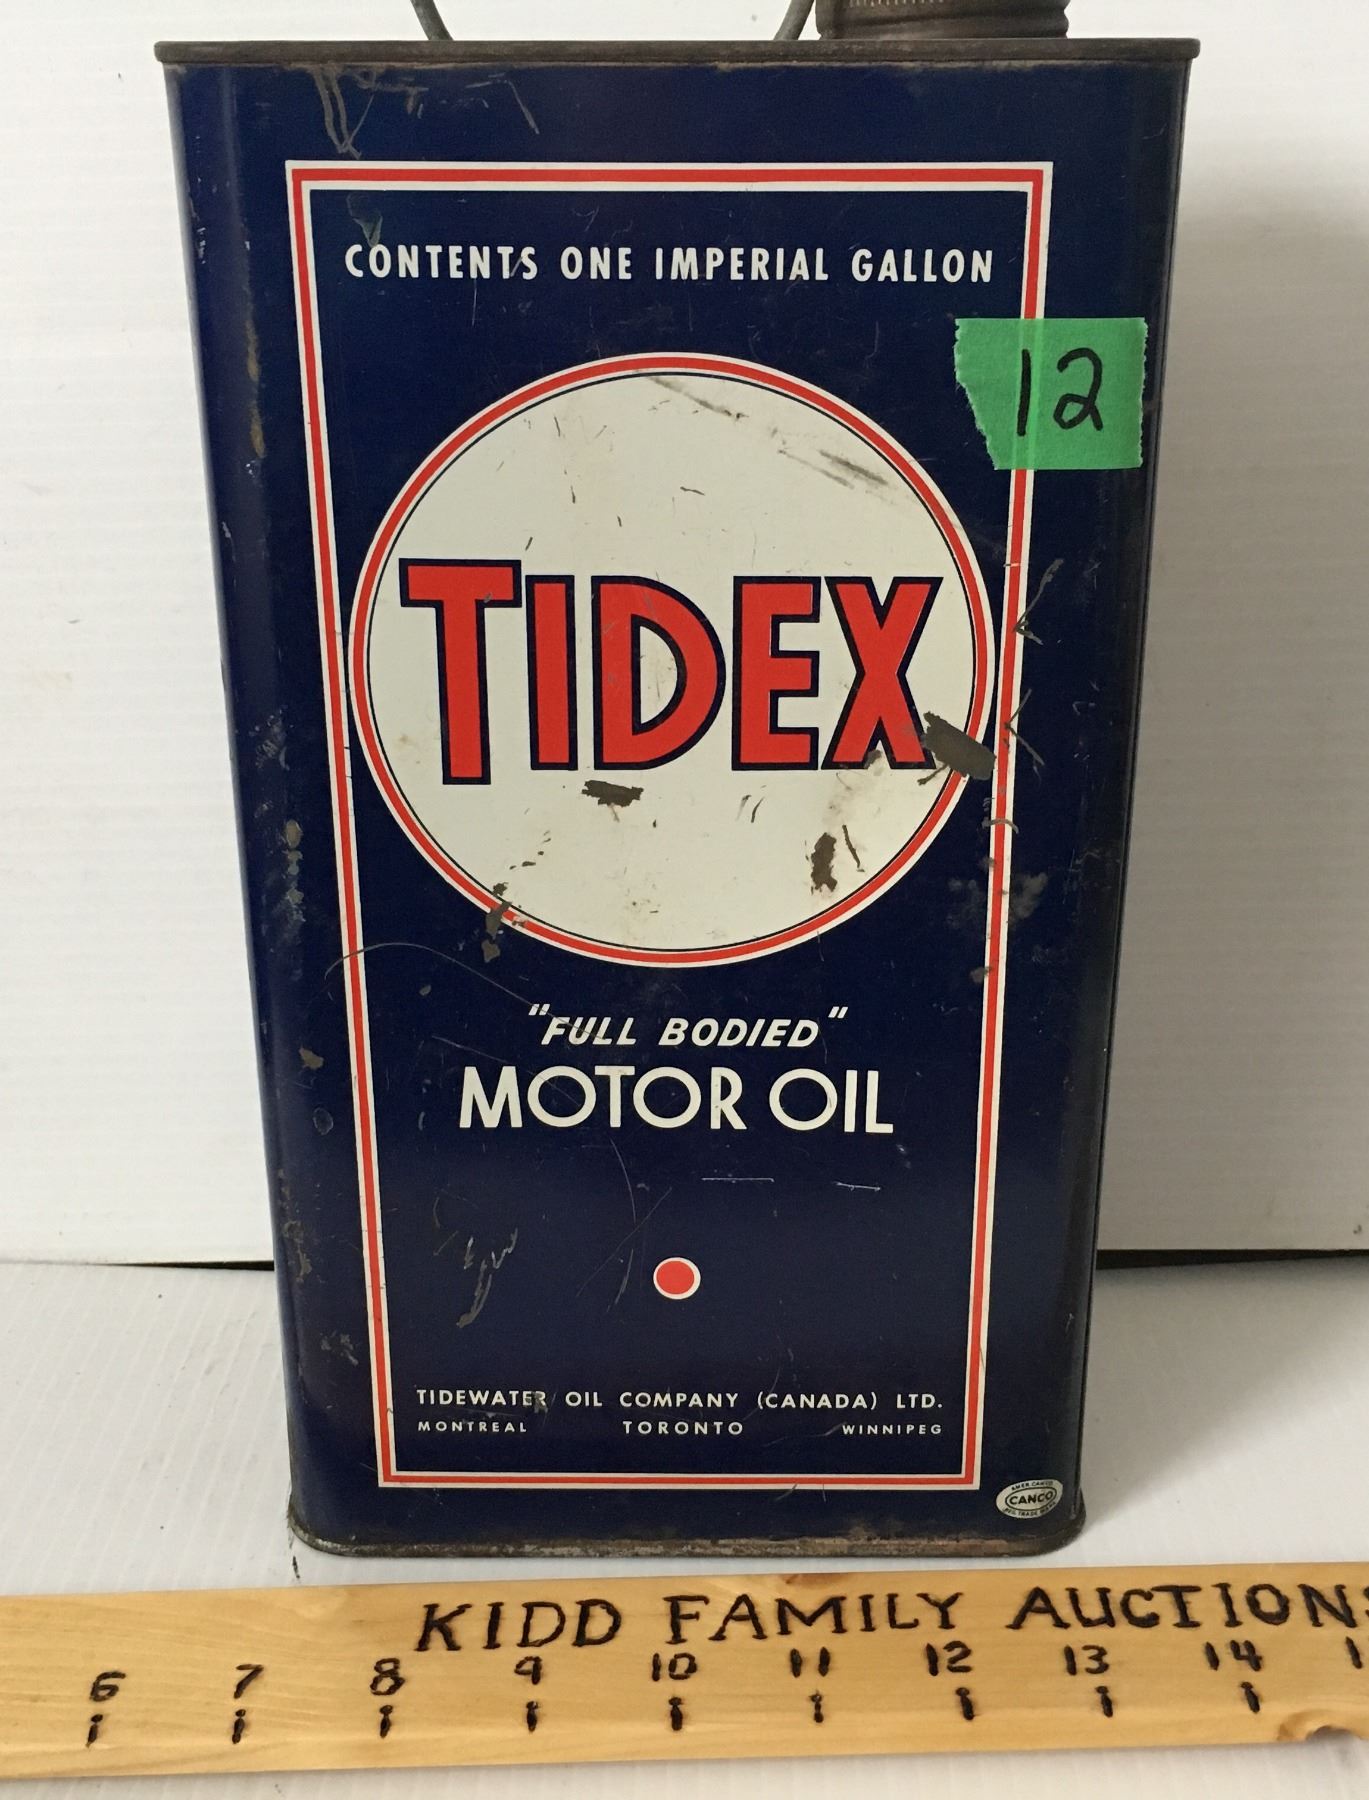 CONTENTS ONE IMPERIAL GALLON
12
TIDEX
"FULL BODIED"
MOTOR OIL
TIDEWATER OIL COMPANY (CANADA) LTD.
MONTREAL TORONTO WINNIPEG
CANCO
KIDD FAMILY AUCTIONS
6 7 8 9 10 11 12 13 14